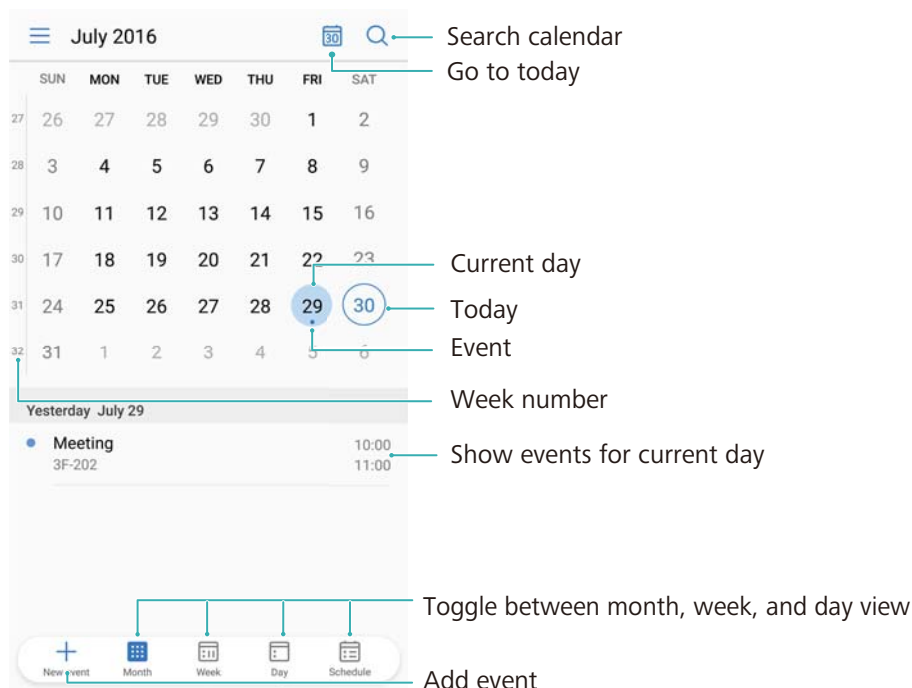 July 2016
30
Search calendar
Go to today
SUN MON TUE WED THU FRI SAT
27 26 27 28 29 30 1 2
28 3 4 5 6 7 8 9
29 10 11 12 13 14 15 16
30 17 18 19 20 21 22 23
Current day
31 24 25 26 27 28 29 30
Today
Event
32 31 1 2 3 4 5 6
Week number
Yesterday July 29
Meeting 10:00
3F-202 11:00
Show events for current day
Toggle between month, week, and day view
New event Month Week Day Schedule
Add event